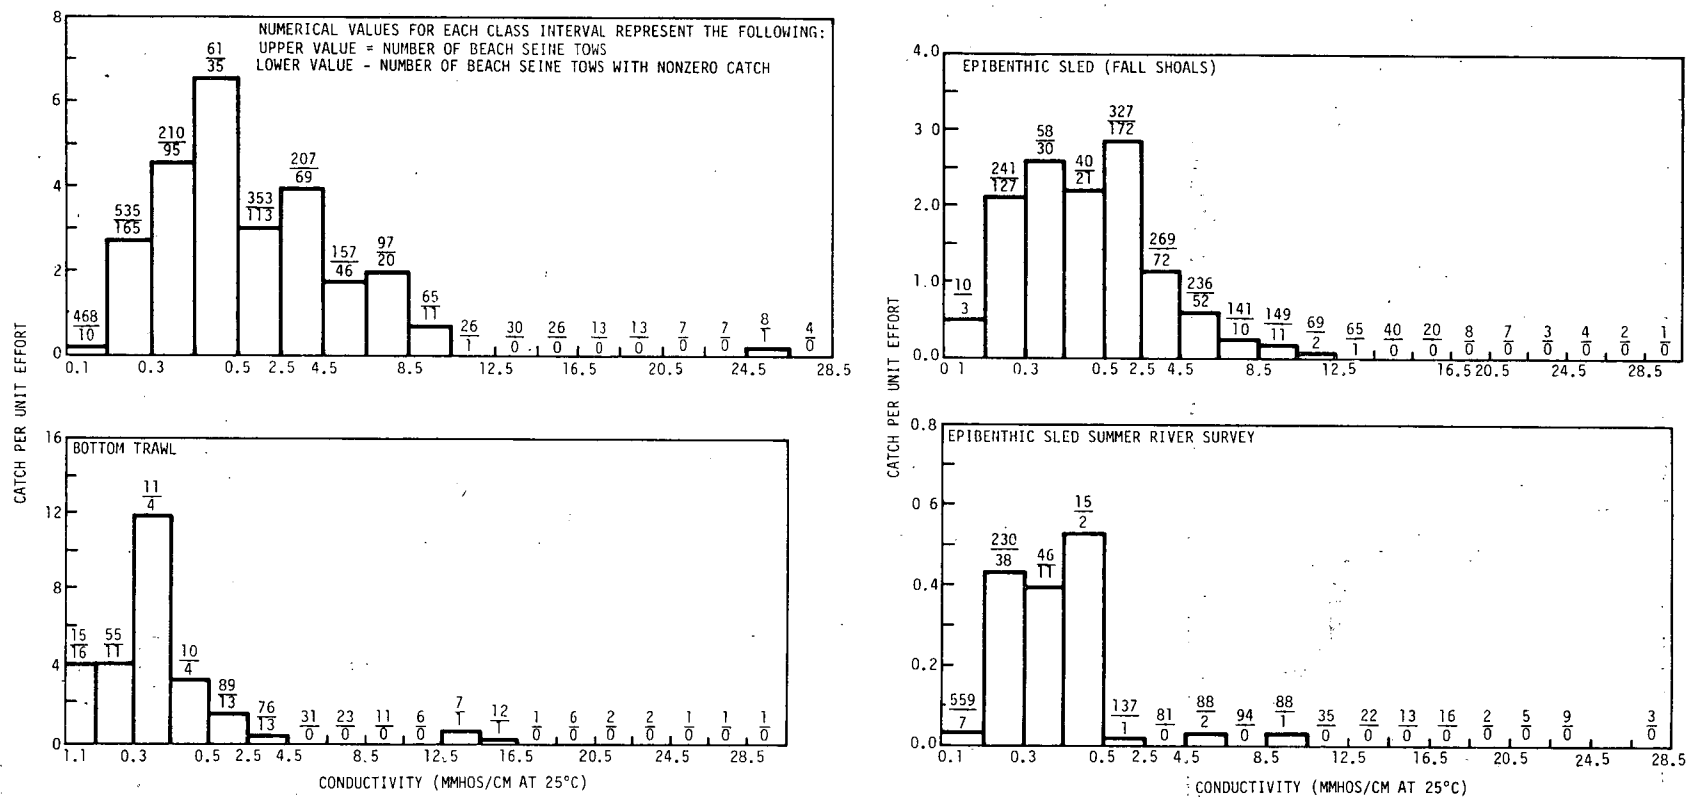 NUMERICAL VALUES FOR EACH CLASS INTERVAL REPRESENT THE FOLLOWING:
UPPER VALUE = NUMBER OF BEACH SEINE TOWS
LOWER VALUE - NUMBER OF BEACH SEINE TOWS WITH NONZERO CATCH
8
6
4
2
0
468 535 210 61 353 207 157 97 65 26 30 26 13 13 7 7 8 4
10 165 95 35 113 69 46 20 11 1 0 0 0 0 0 0 1 0
0.1 0.3 0.5 2.5 4.5 8.5 12.5 16.5 20.5 24.5 28.5
CATCH PER UNIT EFFORT
BOTTOM TRAWL
16
12
8
4
0
15 55 11 10 89 76 31 23 11 6 7 12 1 6 2 2 1 1 1
16 11 4 4 13 13 0 0 0 0 1 1 0 0 0 0 0 0 0
1.1 0.3 0.5 2.5 4.5 8.5 12.5 16.5 20.5 24.5 28.5
CONDUCTIVITY (MMHOS/CM AT 25°C)
EPIBENTHIC SLED (FALL SHOALS)
4.0
3 0
2.0
1.0
0.0
10 241 58 40 327 269 236 141 149 69 65 40 20 8 7 3 4 2 1
3 127 30 21 172 72 52 10 11 2 1 0 0 0 0 0 0 0 0
0 1 0.3 0.5 2.5 4.5 8.5 12.5 16.5 20.5 24.5 28.5
CATCH PER UNIT EFFORT
EPIBENTHIC SLED SUMMER RIVER SURVEY
0.8
0 6
0.4
0.2
0.0
559 230 46 15 137 81 88 94 88 35 22 13 16 2 5 9 3
7 38 11 2 1 0 2 0 1 0 0 0 0 0 0 0 0
0.1 0.3 0.5 2.5 4.5 8.5 12.5 16.5 20.5 24.5 28.5
CONDUCTIVITY (MMHOS/CM AT 25°C)